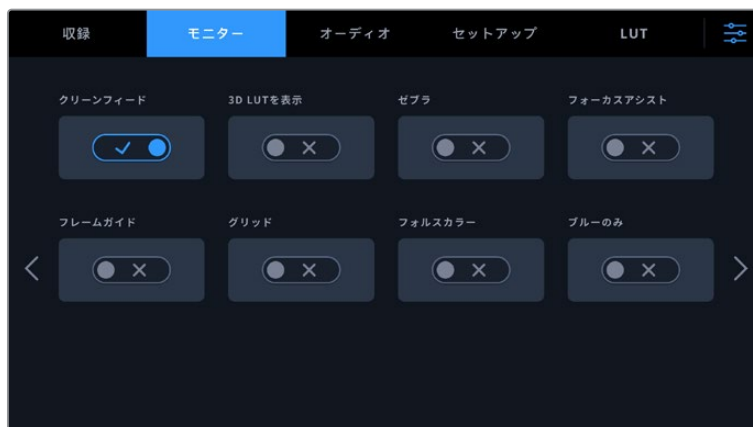 収録 モニター オーディオ セットアップ LUT
クリーンフィード 3D LUTを表示 ゼブラ フォーカスアシスト
フレームガイド グリッド フォルスカラー ブルーのみ